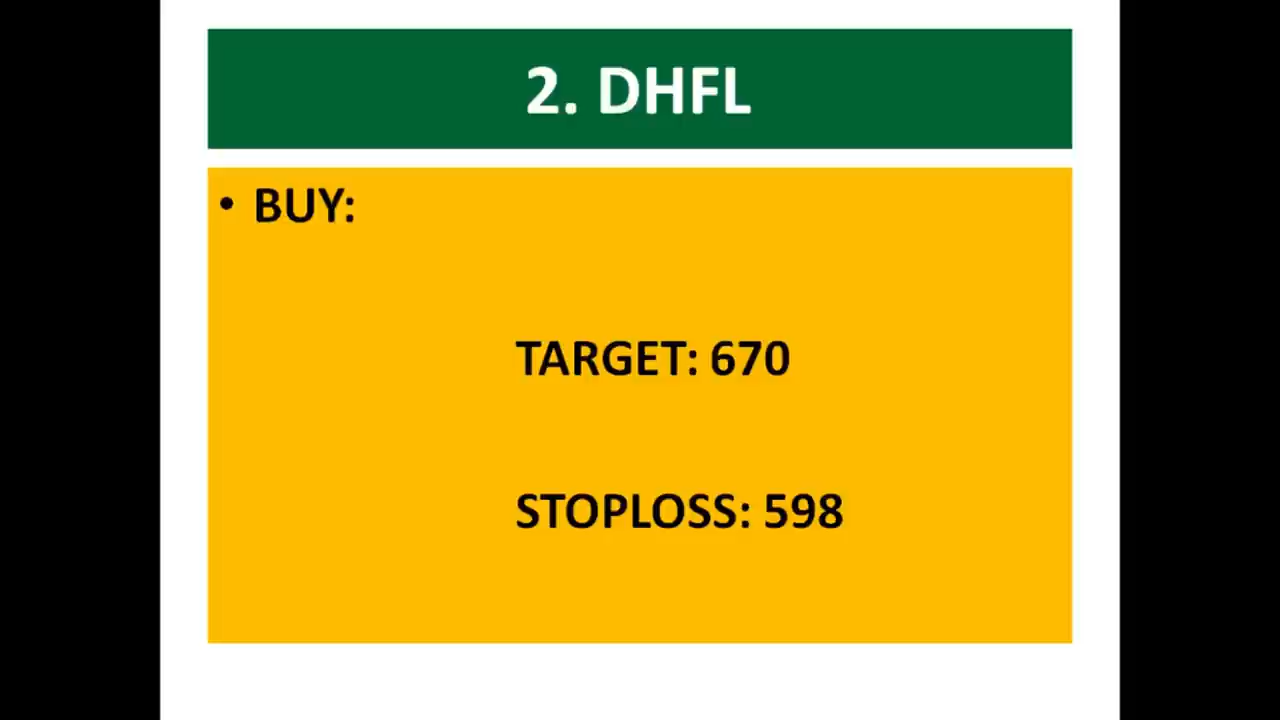 2. DHFL
• BUY:
TARGET: 670
STOPLOSS: 598